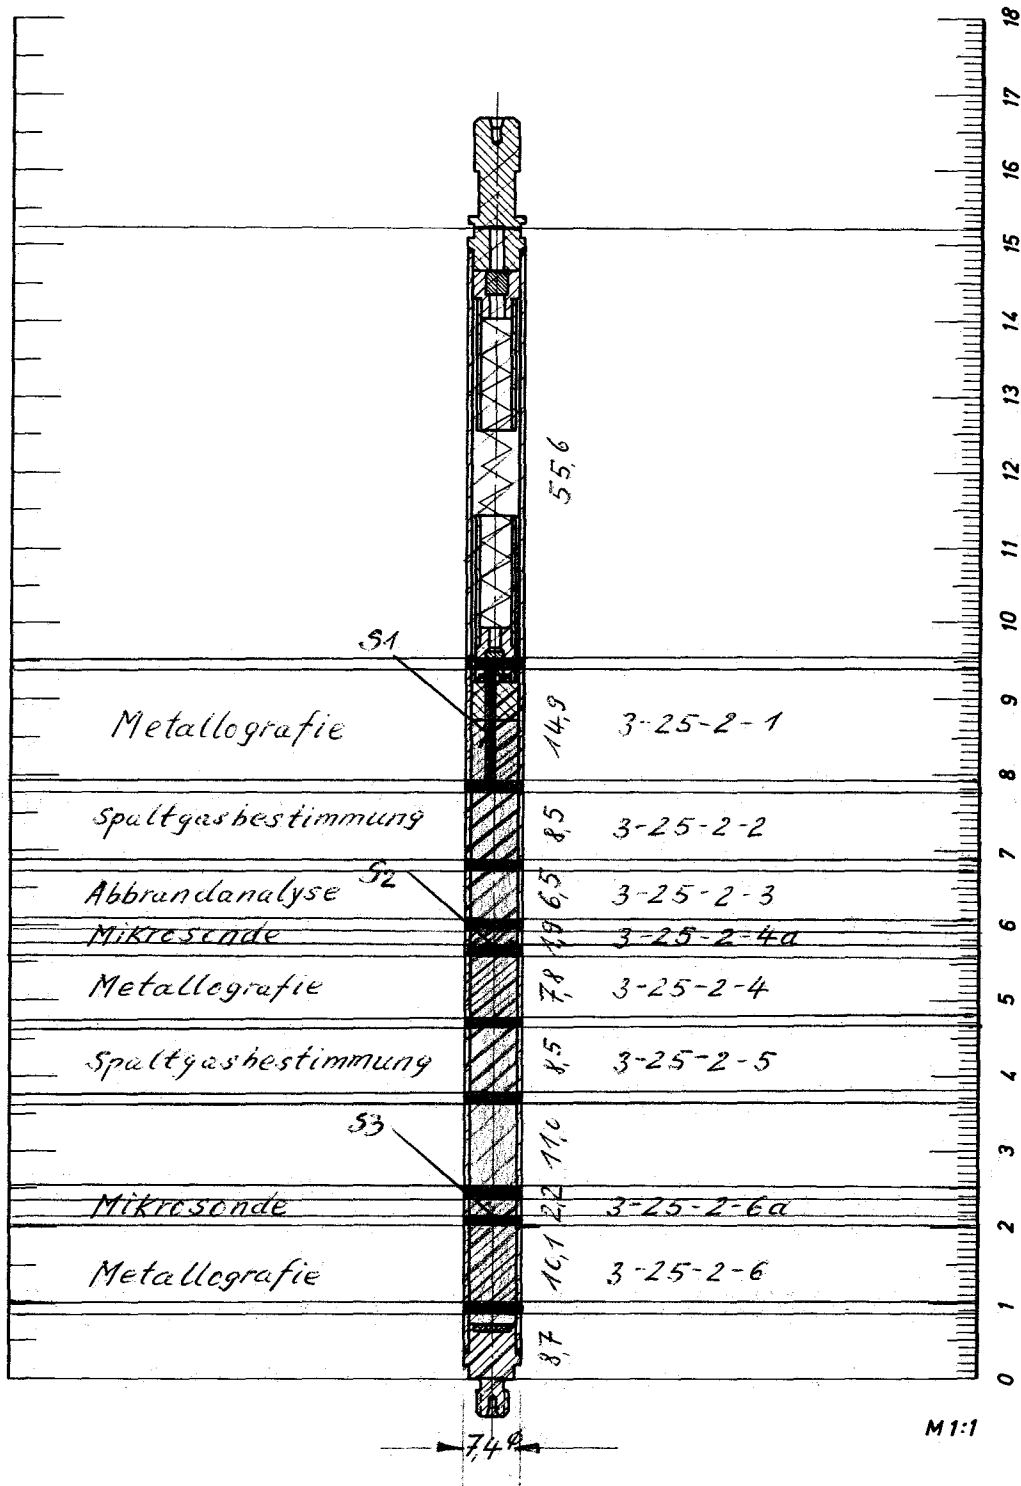 18
17
16
15
14
13
12
55,6
11
10
S1
9
Metallografie 14,9 3-25-2-1
8
Spaltgasbestimmung 8,5 3-25-2-2
7
S2
Abbrandanalyse 6,5 3-25-2-3
6
Mikrosonde 1,9 3-25-2-4a
Metallografie 7,8 3-25-2-4
5
Spaltgasbestimmung 8,5 3-25-2-5
4
S3
11,0
3
Mikrosonde 2,2 3-25-2-6a
2
Metallografie 10,1 3-25-2-6
1
8,7
0
M 1:1
7,4 φ